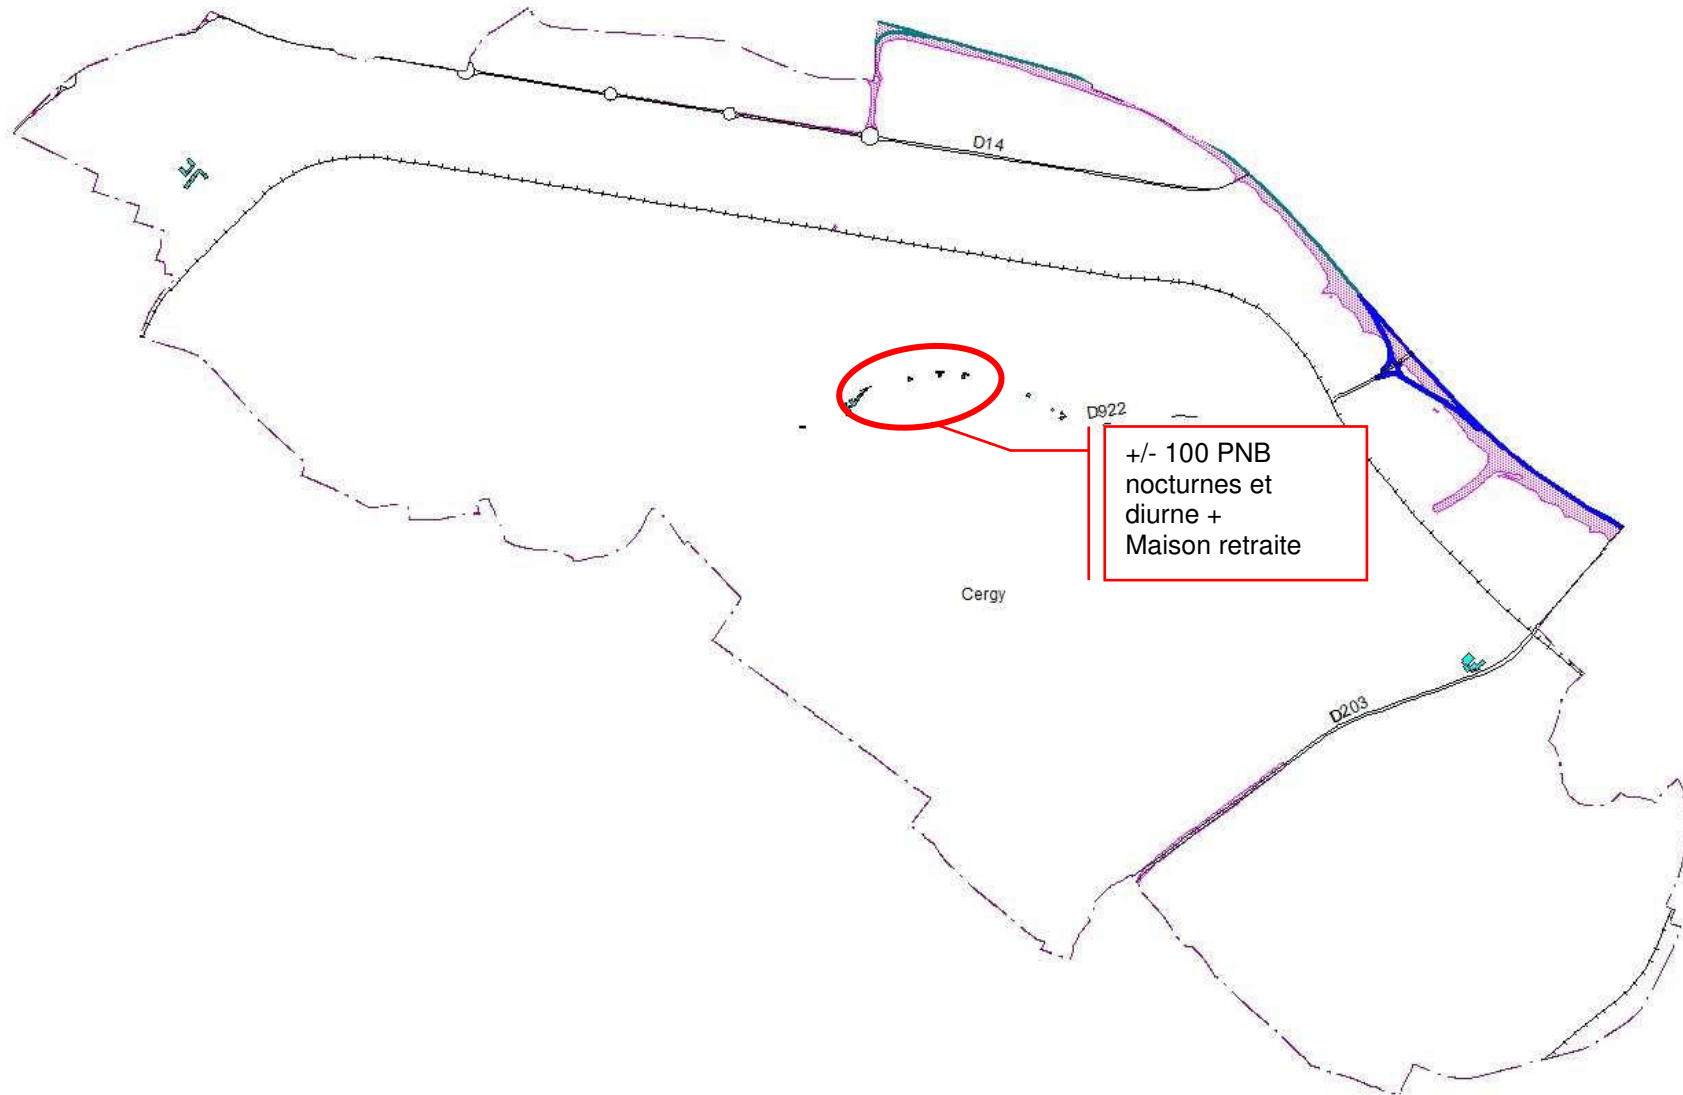 D14
D922
+/- 100 PNB
nocturnes et
diurne +
Maison retraite
Cergy
D203